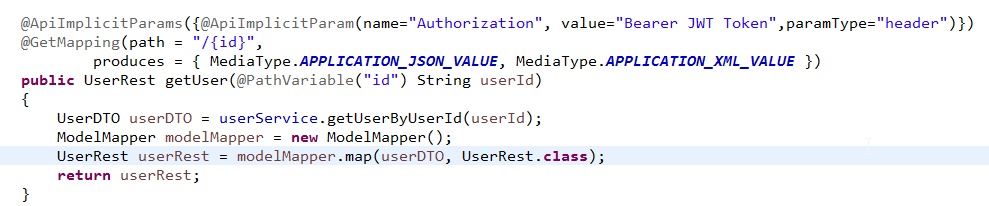 @ApiImplicitParams({@ApiImplicitParam(name="Authorization", value="Bearer JWT Token",paramType="header")})
@GetMapping(path = "/{id}",
produces = { MediaType.APPLICATION_JSON_VALUE, MediaType.APPLICATION_XML_VALUE })
public UserRest getUser(@PathVariable("id") String userId)
{
UserDTO userDTO = userService.getUserByUserId(userId);
ModelMapper modelMapper = new ModelMapper();
UserRest userRest = modelMapper.map(userDTO, UserRest.class);
return userRest;
}